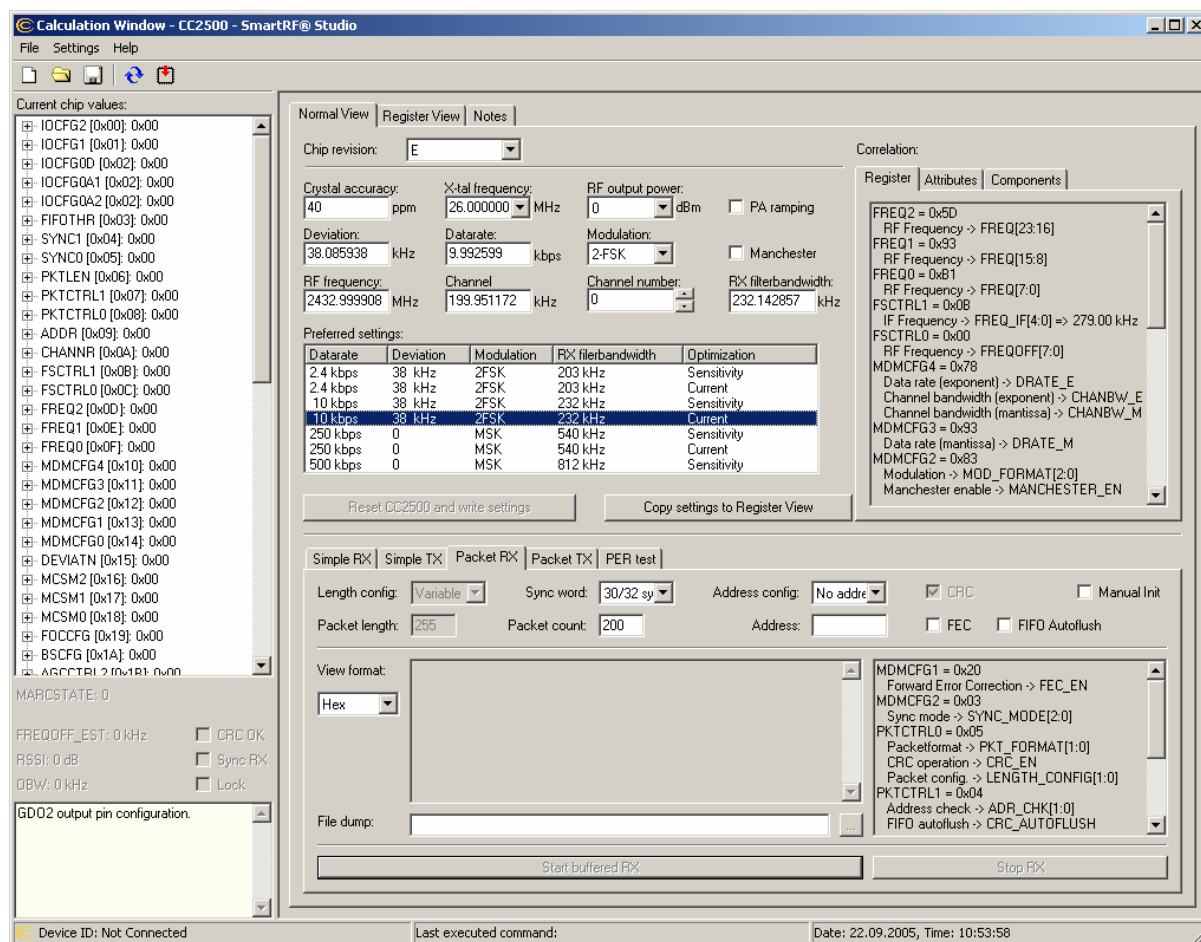 Calculation Window - CC2500 - SmartRF® Studio
File Settings Help
Current chip values:
IOCFG2 [0x00]: 0x00
IOCFG1 [0x01]: 0x00
IOCFG0D [0x02]: 0x00
IOCFG0A1 [0x02]: 0x00
IOCFG0A2 [0x02]: 0x00
FIFOTHR [0x03]: 0x00
SYNC1 [0x04]: 0x00
SYNC0 [0x05]: 0x00
PKTLEN [0x06]: 0x00
PKTCTRL1 [0x07]: 0x00
PKTCTRL0 [0x08]: 0x00
ADDR [0x09]: 0x00
CHANNR [0x0A]: 0x00
FSCTRL1 [0x0B]: 0x00
FSCTRL0 [0x0C]: 0x00
FREQ2 [0x0D]: 0x00
FREQ1 [0x0E]: 0x00
FREQ0 [0x0F]: 0x00
MDMCFG4 [0x10]: 0x00
MDMCFG3 [0x11]: 0x00
MDMCFG2 [0x12]: 0x00
MDMCFG1 [0x13]: 0x00
MDMCFG0 [0x14]: 0x00
DEVIATN [0x15]: 0x00
MCSM2 [0x16]: 0x00
MCSM1 [0x17]: 0x00
MCSM0 [0x18]: 0x00
FOCCFG [0x19]: 0x00
BSCFG [0x1A]: 0x00
AGCCTRL2 [0x1B]: 0x00
MARCSTATE: 0
FREQOFF_EST: 0 kHz CRC OK
RSSI: 0 dB Sync RX
OBW: 0 kHz Lock
GDO2 output pin configuration.
Normal View Register View Notes
Chip revision: E
Crystal accuracy: X-tal frequency: RF output power:
40 ppm 26.000000 MHz 0 dBm PA ramping
Deviation: Datarate: Modulation:
38.085938 kHz 9.992599 kbps 2-FSK Manchester
RF frequency: Channel Channel number: RX filterbandwidth:
2432.999908 MHz 199.951172 kHz 0 232.142857 kHz
Preferred settings:
Datarate Deviation Modulation RX filerbandwidth Optimization
2.4 kbps 38 kHz 2FSK 203 kHz Sensitivity
2.4 kbps 38 kHz 2FSK 203 kHz Current
10 kbps 38 kHz 2FSK 232 kHz Sensitivity
10 kbps 38 kHz 2FSK 232 kHz Current
250 kbps 0 MSK 540 kHz Sensitivity
250 kbps 0 MSK 540 kHz Current
500 kbps 0 MSK 812 kHz Sensitivity
Reset CC2500 and write settings Copy settings to Register View
Correlation:
Register Attributes Components
FREQ2 = 0x5D
RF Frequency -> FREQ[23:16]
FREQ1 = 0x93
RF Frequency -> FREQ[15:8]
FREQ0 = 0xB1
RF Frequency -> FREQ[7:0]
FSCTRL1 = 0x0B
IF Frequency -> FREQ_IF[4:0] => 279.00 kHz
FSCTRL0 = 0x00
RF Frequency -> FREQOFF[7:0]
MDMCFG4 = 0x78
Data rate (exponent) -> DRATE_E
Channel bandwidth (exponent) -> CHANBW_E
Channel bandwidth (mantissa) -> CHANBW_M
MDMCFG3 = 0x93
Data rate (mantissa) -> DRATE_M
MDMCFG2 = 0x83
Modulation -> MOD_FORMAT[2:0]
Manchester enable -> MANCHESTER_EN
Simple RX Simple TX Packet RX Packet TX PER test
Length config: Variable Sync word: 30/32 sy Address config: No addre CRC Manual Init
Packet length: 255 Packet count: 200 Address: FEC FIFO Autoflush
View format:
Hex
File dump: ...
MDMCFG1 = 0x20
Forward Error Correction -> FEC_EN
MDMCFG2 = 0x03
Sync mode -> SYNC_MODE[2:0]
PKTCTRL0 = 0x05
Packetformat -> PKT_FORMAT[1:0]
CRC operation -> CRC_EN
Packet config. -> LENGTH_CONFIG[1:0]
PKTCTRL1 = 0x04
Address check -> ADR_CHK[1:0]
FIFO autoflush -> CRC_AUTOFLUSH
Start buffered RX Stop RX
Device ID: Not Connected Last executed command: Date: 22.09.2005, Time: 10:53:58